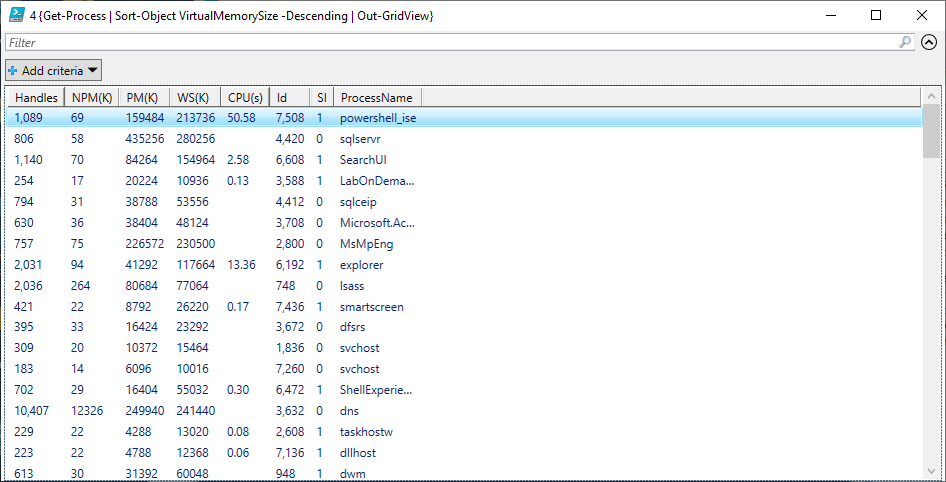 4 {Get-Process | Sort-Object VirtualMemorySize -Descending | Out-GridView}
Filter
Add criteria
Handles NPM(K) PM(K) WS(K) CPU(s) Id SI ProcessName
1,089 69 159484 213736 50.58 7,508 1 powershell_ise
806 58 435256 280256 4,420 0 sqlservr
1,140 70 84264 154964 2.58 6,608 1 SearchUI
254 17 20224 10936 0.13 3,588 1 LabOnDema...
794 31 38788 53556 4,412 0 sqlceip
630 36 38404 48124 3,708 0 Microsoft.Ac...
757 75 226572 230500 2,800 0 MsMpEng
2,031 94 41292 117664 13.36 6,192 1 explorer
2,036 264 80684 77064 748 0 lsass
421 22 8792 26220 0.17 7,436 1 smartscreen
395 33 16424 23292 3,672 0 dfsrs
309 20 10372 15464 1,836 0 svchost
183 14 6096 10016 7,260 0 svchost
702 29 16404 55032 0.30 6,472 1 ShellExperie...
10,407 12326 249940 241440 3,632 0 dns
229 22 4288 13020 0.08 2,608 1 taskhostw
223 22 4788 12368 0.06 7,136 1 dllhost
613 30 31392 60048 948 1 dwm